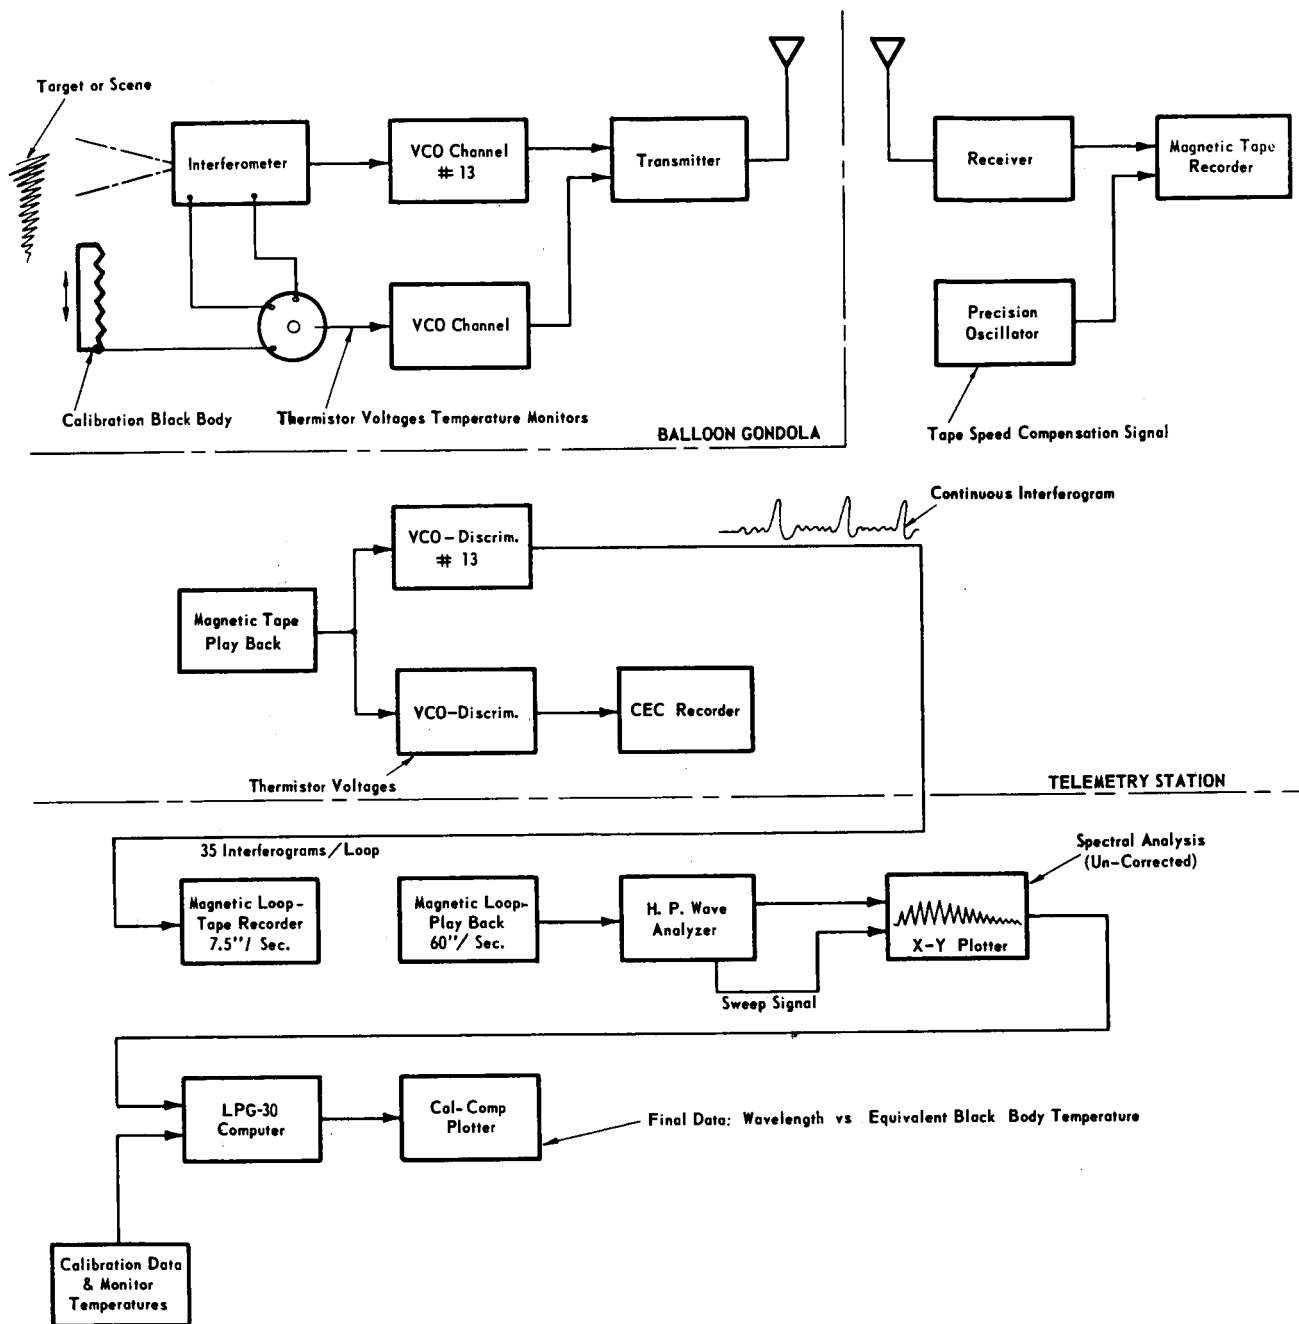 Target or Scene
Interferometer
VCO Channel
# 13
Transmitter
Receiver
Magnetic Tape
Recorder
VCO Channel
Precision
Oscillator
Calibration Black Body
Thermistor Voltages Temperature Monitors
BALLOON GONDOLA
Tape Speed Compensation Signal
Continuous Interferogram
VCO-Discrim.
# 13
Magnetic Tape
Play Back
VCO-Discrim.
CEC Recorder
Thermistor Voltages
TELEMETRY STATION
35 Interferograms/Loop
Spectral Analysis
(Un-Corrected)
Magnetic Loop-
Tape Recorder
7.5"/ Sec.
Magnetic Loop-
Play Back
60"/ Sec.
H. P. Wave
Analyzer
X-Y Plotter
Sweep Signal
LPG-30
Computer
Cal-Comp
Plotter
Final Data: Wavelength vs Equivalent Black Body Temperature
Calibration Data
& Monitor
Temperatures